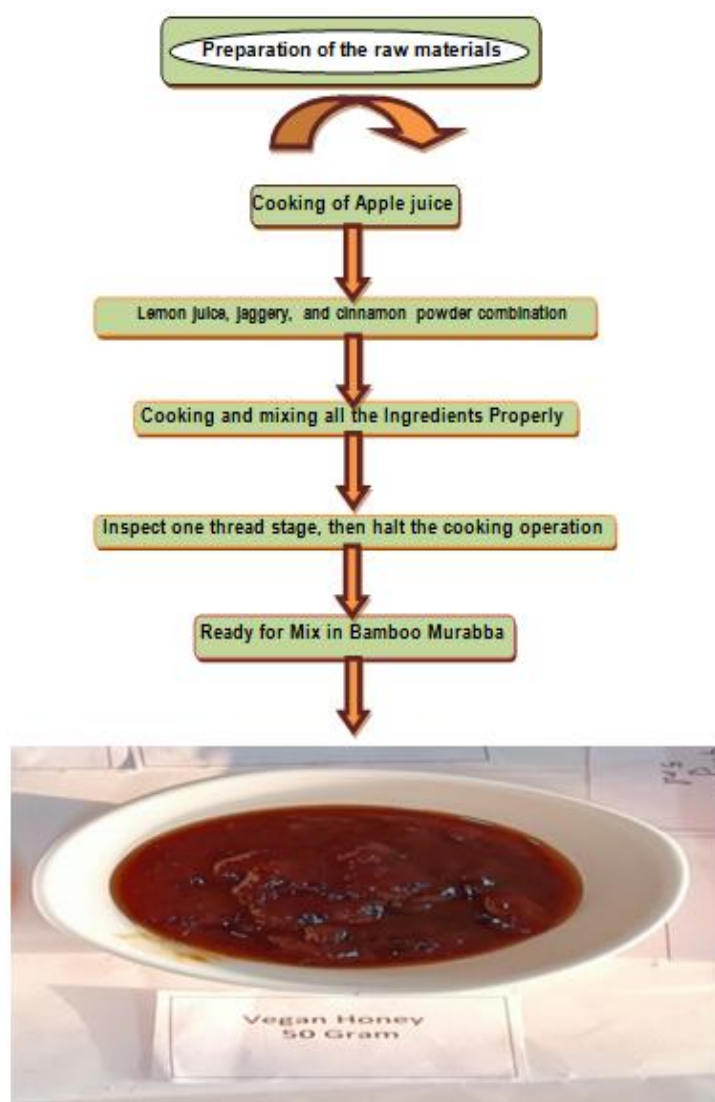 Preparation of the raw materials
Cooking of Apple juice
Lemon juice, jaggery, and cinnamon powder combination
Cooking and mixing all the Ingredients Properly
Inspect one thread stage, then halt the cooking operation
Ready for Mix in Bamboo Murabba
Vegan Honey
50 Gram